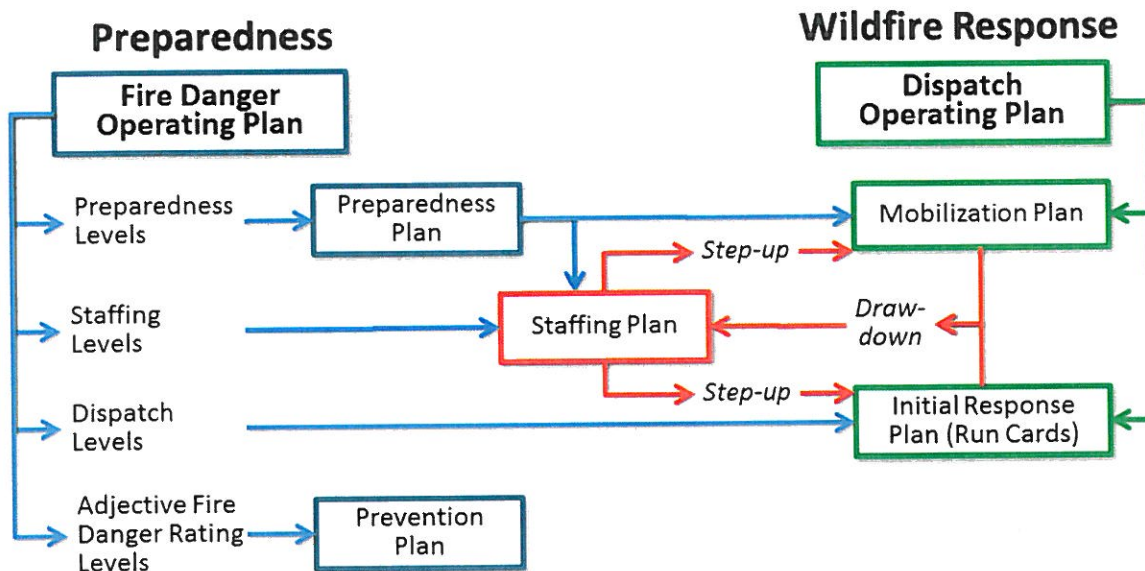 Preparedness
Wildfire Response
Fire Danger
Operating Plan
Dispatch
Operating Plan
Preparedness
Levels
Preparedness
Plan
Mobilization Plan
Step-up
Staffing
Levels
Staffing Plan
Draw-
down
Step-up
Dispatch
Levels
Initial Response
Plan (Run Cards)
Adjective Fire
Danger Rating
Levels
Prevention
Plan